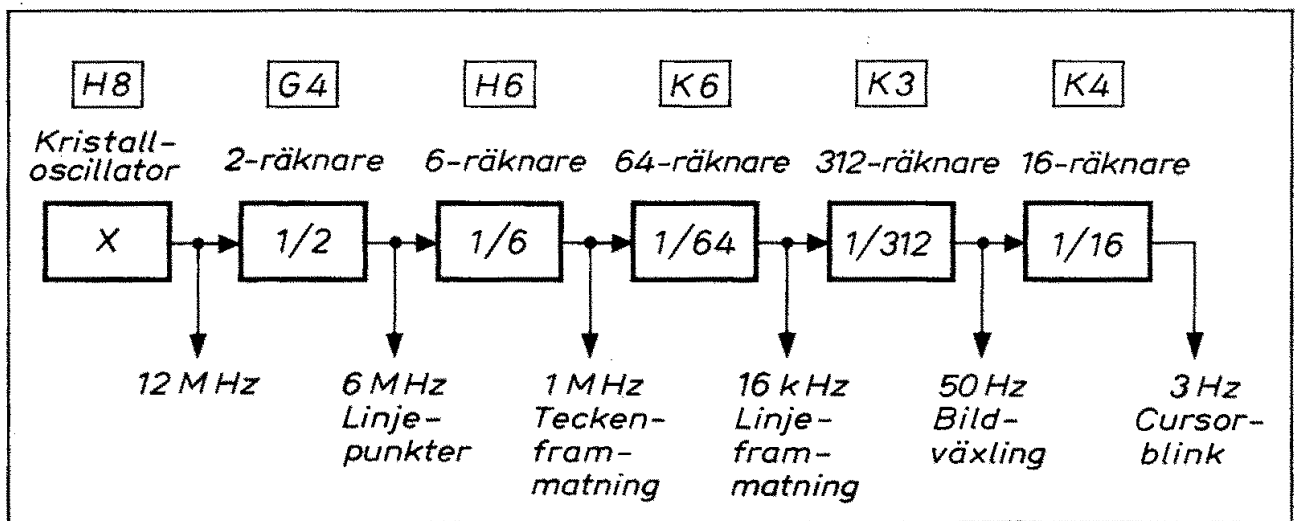 H8 G4 H6 K6 K3 K4
Kristall-
oscillator
2-räknare 6-räknare 64-räknare 312-räknare 16-räknare
X 1/2 1/6 1/64 1/312 1/16
12 MHz
6 MHz
Linje-
punkter
1 MHz
Tecken-
fram-
matning
16 kHz
Linje-
fram-
matning
50 Hz
Bild-
växling
3 Hz
Cursor-
blink